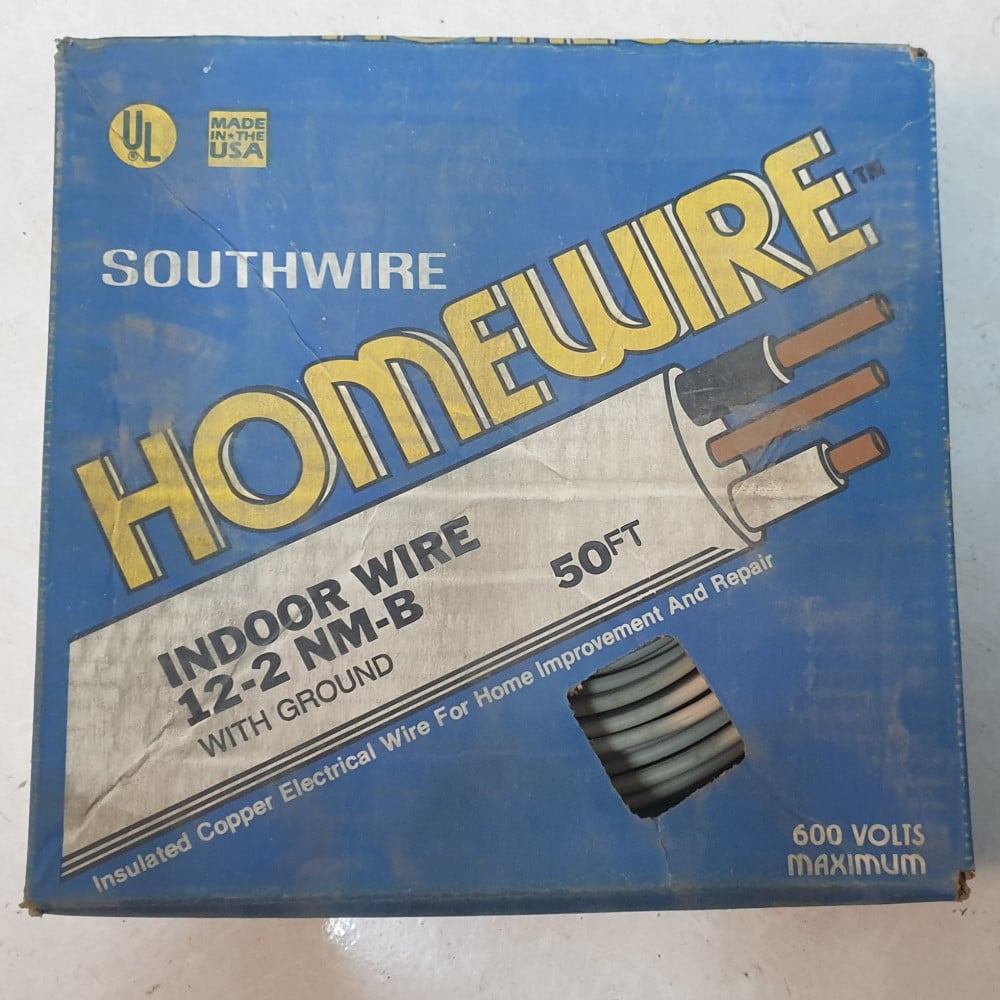 UL®
MADE
IN★THE
USA
SOUTHWIRE
HOMEWIRE™
INDOOR WIRE
12-2 NM-B
WITH GROUND
50FT
Insulated Copper Electrical Wire For Home Improvement And Repair
600 VOLTS
MAXIMUM